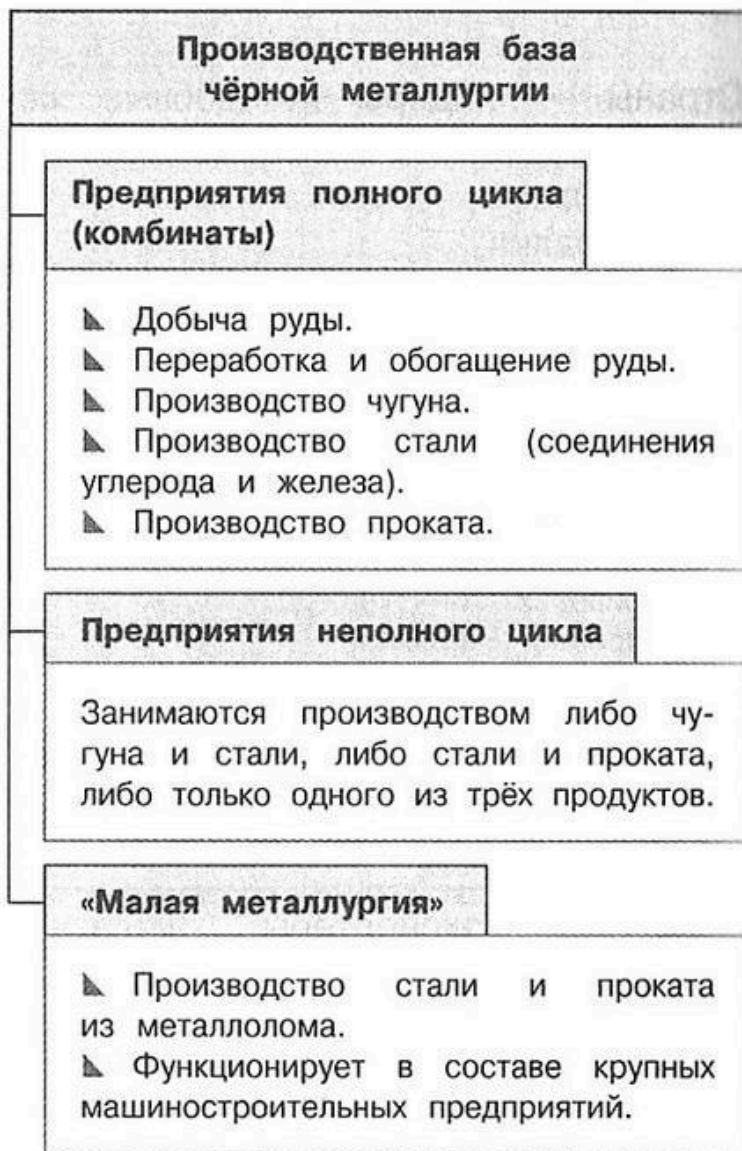 Производственная база
чёрной металлургии
Предприятия полного цикла
(комбинаты)
Добыча руды.
Переработка и обогащение руды.
Производство чугуна.
Производство стали (соединения
углерода и железа).
Производство проката.
Предприятия неполного цикла
Занимаются производством либо чу-
гуна и стали, либо стали и проката,
либо только одного из трёх продуктов.
«Малая металлургия»
Производство стали и проката
из металлолома.
Функционирует в составе крупных
машиностроительных предприятий.